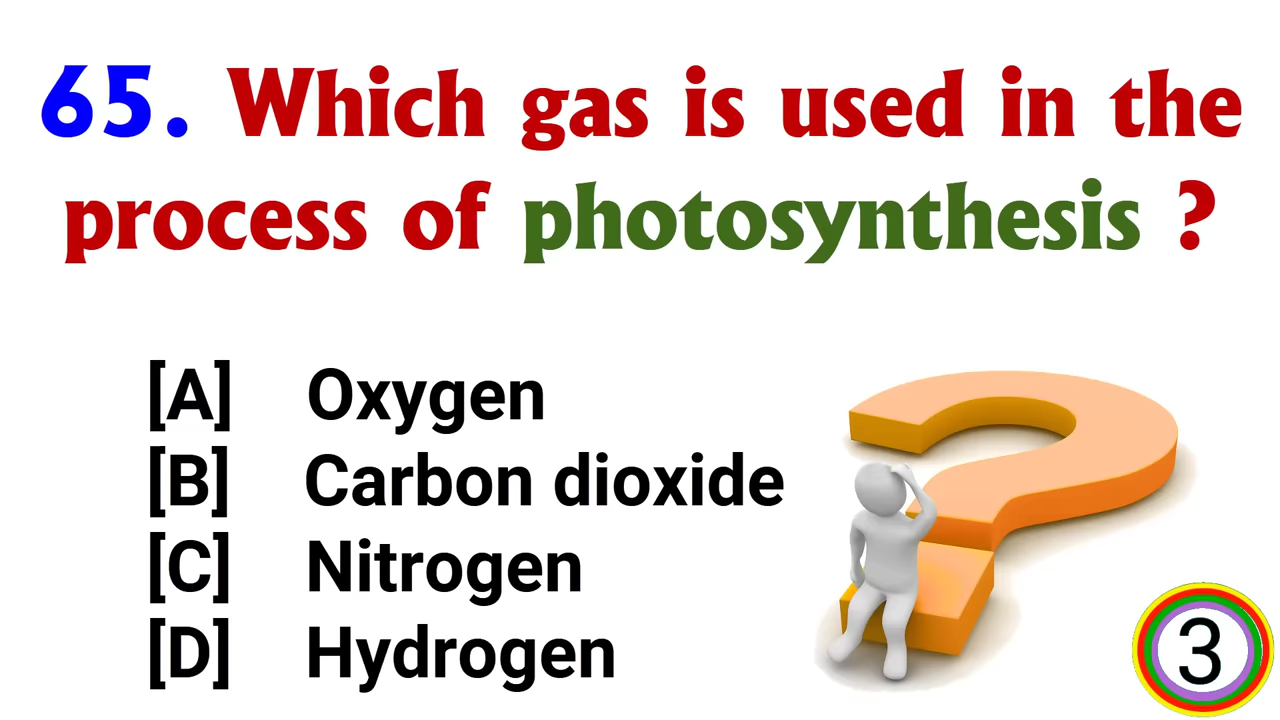 65. Which gas is used in the
process of photosynthesis ?
[A] Oxygen
[B] Carbon dioxide
[C] Nitrogen
[D] Hydrogen
3